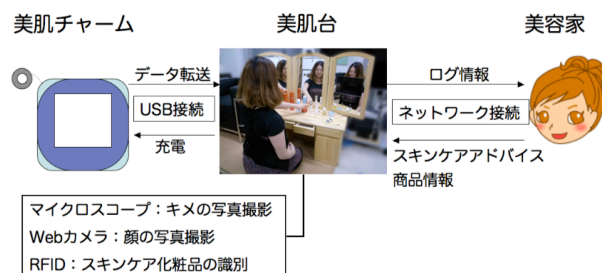 美肌チャーム
美肌台
美容家
データ転送
USB接続
充電
ログ情報
ネットワーク接続
スキンケアアドバイス
商品情報
マイクロスコープ：キメの写真撮影
Webカメラ：顔の写真撮影
RFID：スキンケア化粧品の識別